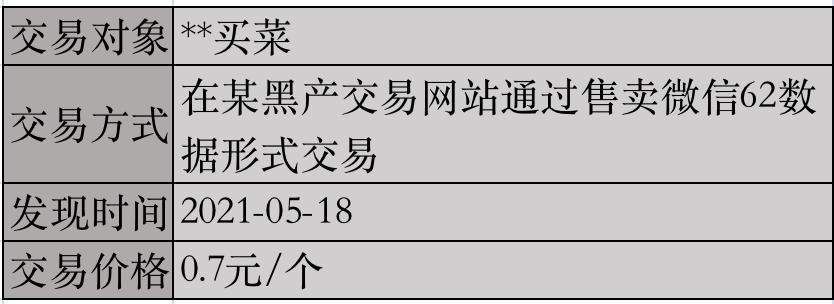 交易对象 **买菜
在某黑产交易网站通过售卖微信62数
交易方式
据形式交易
发现时间 2021-05-18
交易价格 0.7元/个